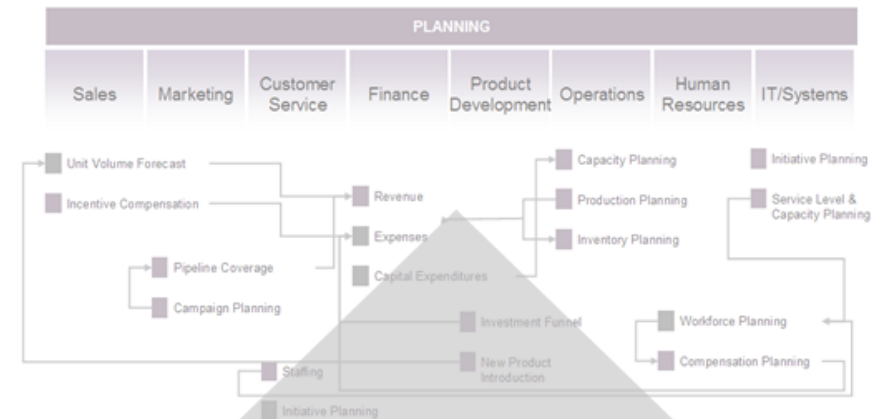 PLANNING
Sales
Marketing
Customer
Service
Finance
Product
Development
Operations
Human
Resources
IT/Systems
Unit Volume Forecast
Incentive Compensation
Pipeline Coverage
Campaign Planning
Staffing
Initiative Planning
Revenue
Expenses
Capital Expenditures
Investment Funnel
New Product
Introduction
Capacity Planning
Production Planning
Inventory Planning
Workforce Planning
Compensation Planning
Initiative Planning
Service Level &
Capacity Planning